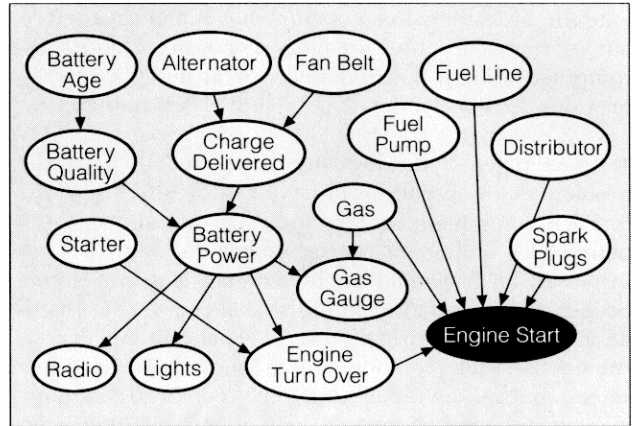 Battery
Age
Alternator
Fan Belt
Fuel Line
Battery
Quality
Charge
Delivered
Fuel
Pump
Distributor
Starter
Battery
Power
Gas
Gas
Gauge
Spark
Plugs
Radio
Lights
Engine
Turn Over
Engine Start